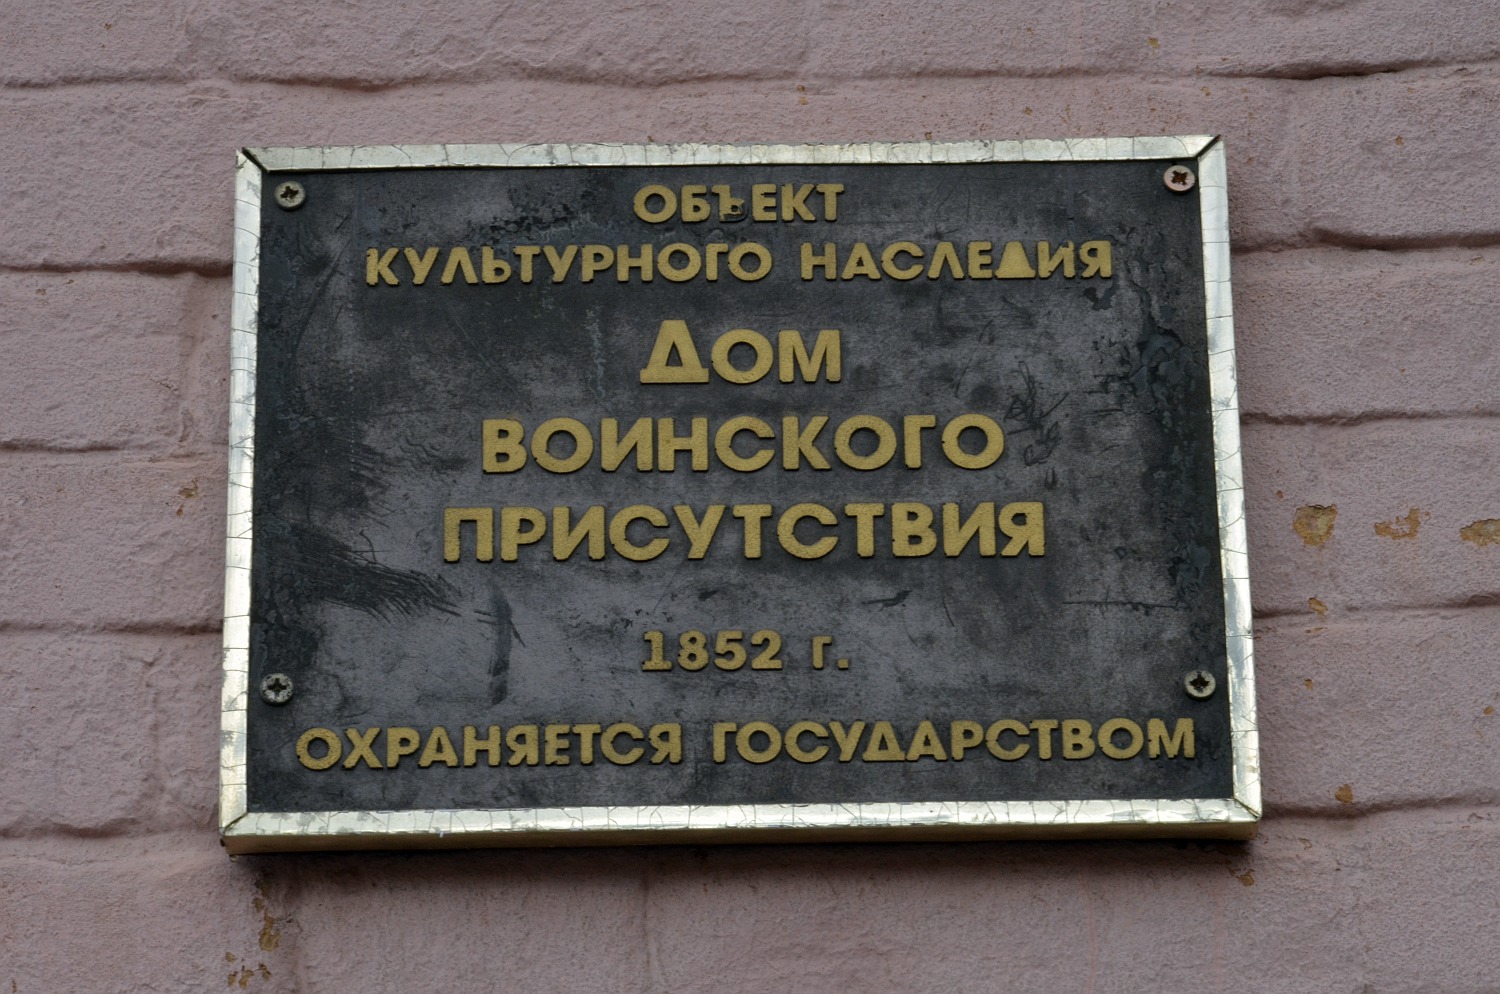 ОБЪЕКТ
КУЛЬТУРНОГО НАСЛЕДИЯ
ДОМ
ВОИНСКОГО
ПРИСУТСТВИЯ
1852 г.
ОХРАНЯЕТСЯ ГОСУДАРСТВОМ